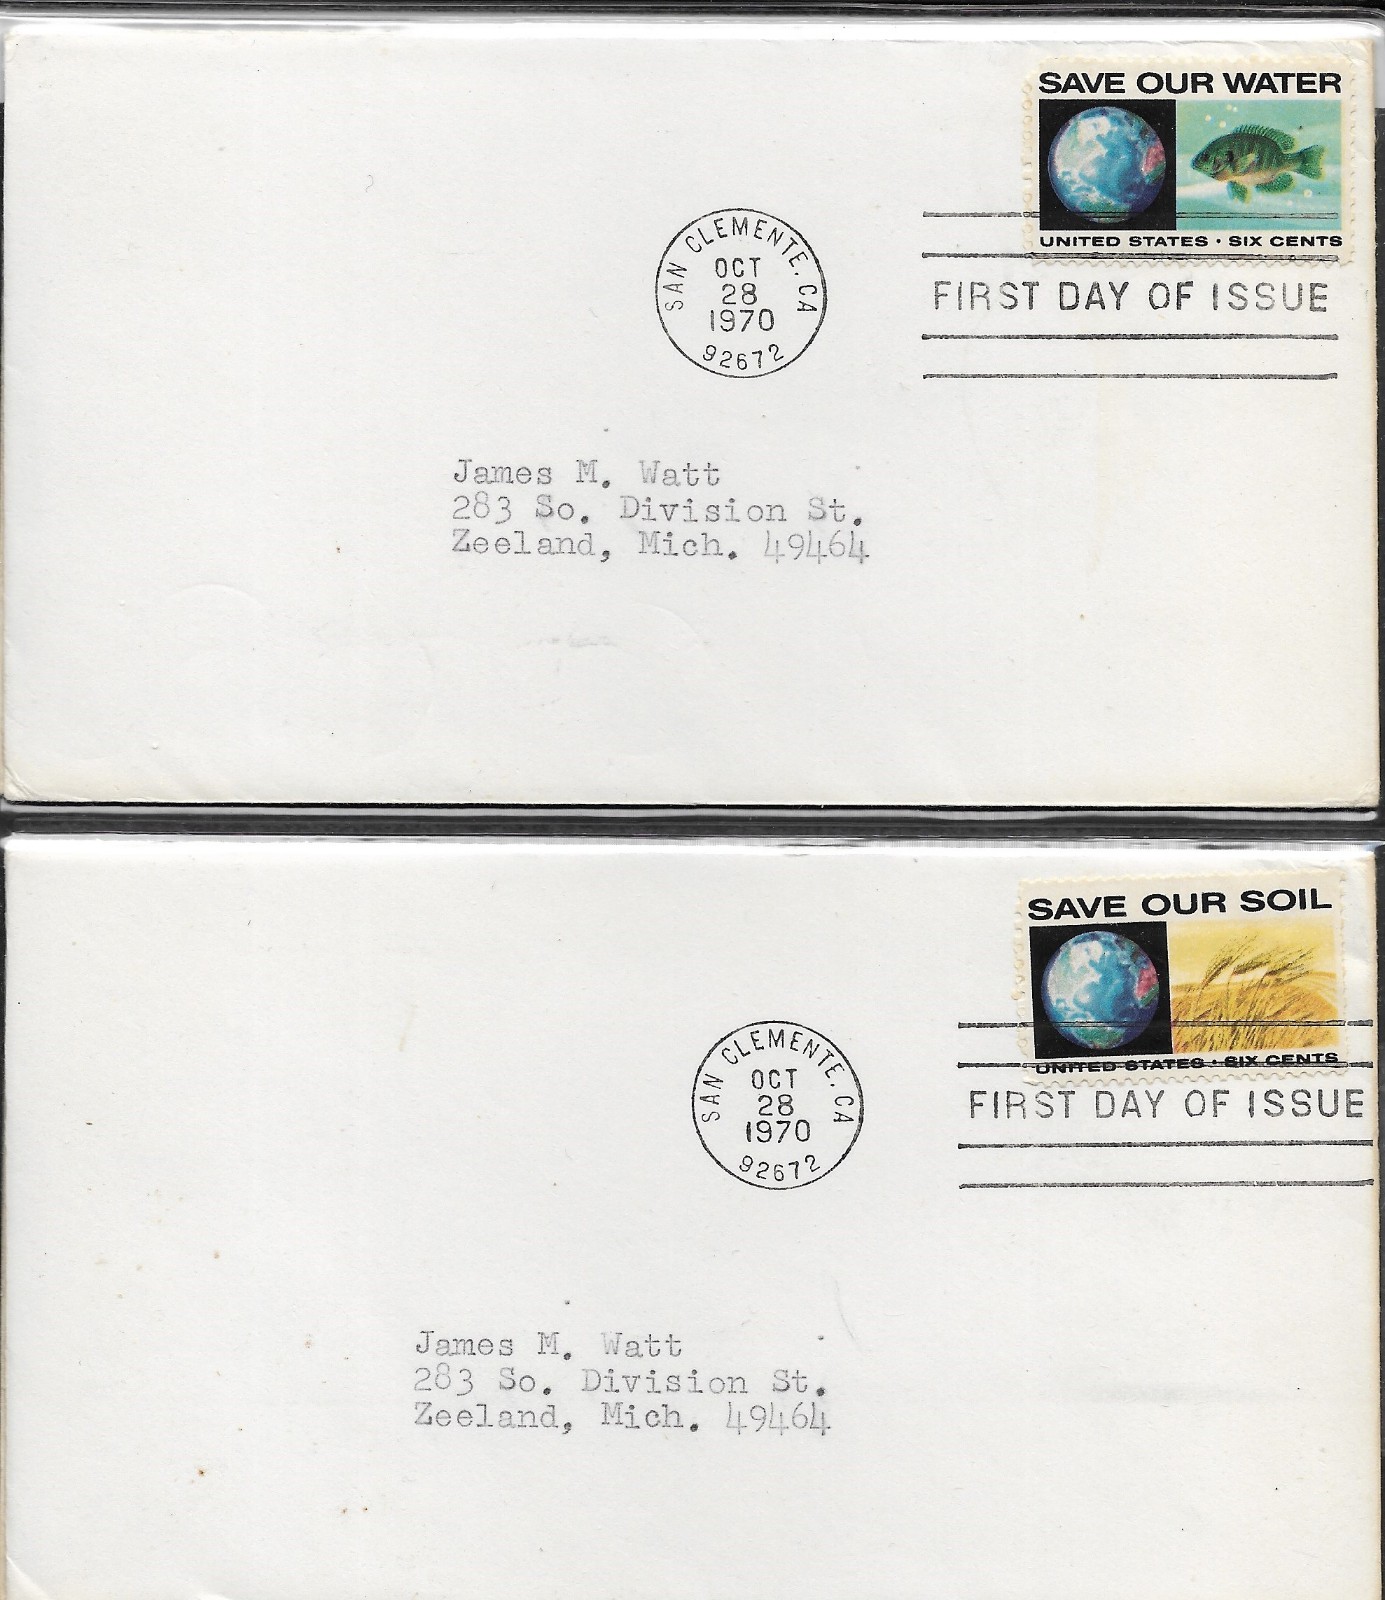 SAVE OUR WATER
UNITED STATES · SIX CENTS
SAN CLEMENTE, CA
OCT
28
1970
92672
FIRST DAY OF ISSUE
James M. Watt
283 So. Division St.
Zeeland, Mich. 49464
SAVE OUR SOIL
UNITED STATES · SIX CENTS
SAN CLEMENTE, CA
OCT
28
1970
92672
FIRST DAY OF ISSUE
James M. Watt
283 So. Division St.
Zeeland, Mich. 49464